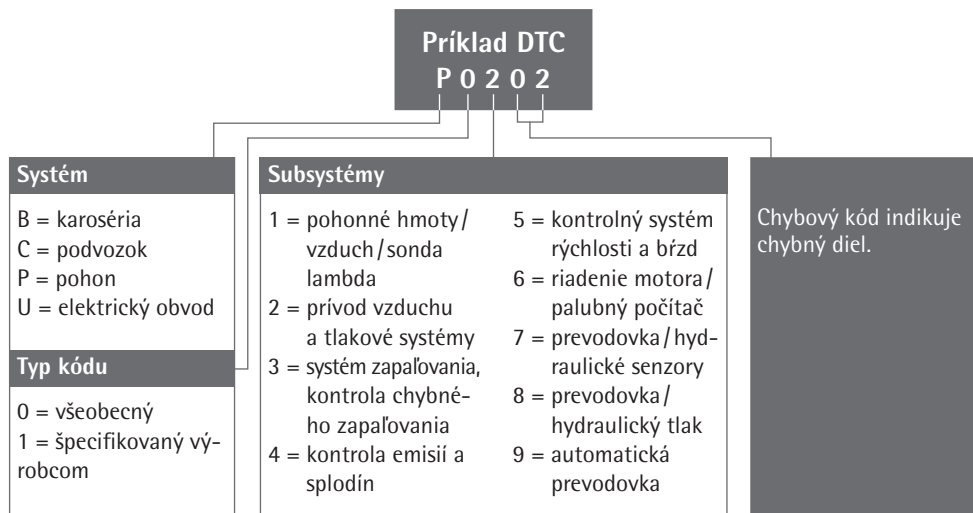 Príklad DTC
P 0 2 0 2
Systém
B = karoséria
C = podvozok
P = pohon
U = elektrický obvod
Typ kódu
0 = všeobecný
1 = špecifikovaný vý-
robcom
Subsystémy
1 = pohonné hmoty/
vzduch/sonda
lambda
2 = prívod vzduchu
a tlakové systémy
3 = systém zapaľovania,
kontrola chybné-
ho zapaľovania
4 = kontrola emisií a
splodín
5 = kontrolný systém
rýchlosti a bŕzd
6 = riadenie motora/
palubný počítač
7 = prevodovka/hyd-
raulické senzory
8 = prevodovka/
hydraulický tlak
9 = automatická
prevodovka
Chybový kód indikuje
chybný diel.